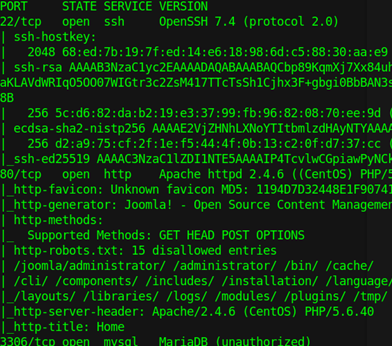 PORT     STATE SERVICE VERSION
22/tcp   open  ssh     OpenSSH 7.4 (protocol 2.0)
| ssh-hostkey:
|   2048 68:ed:7b:19:7f:ed:14:e6:18:98:6d:c5:88:30:aa:e9
| ssh-rsa AAAAB3NzaC1yc2EAAAADAQABAAABAQCbp89KqmXj7Xx84uh
aKLAVdWRIqO5OO07WIGtr3c2ZsM417TTcTsSh1Cjhx3F+gbgi0BbBAN3s
8B
|   256 5c:d6:82:da:b2:19:e3:37:99:fb:96:82:08:70:ee:9d (
| ecdsa-sha2-nistp256 AAAAE2VjZHNhLXNoYTItbmlzdHAyNTYAAAA
|   256 d2:a9:75:cf:2f:1e:f5:44:4f:0b:13:c2:0f:d7:37:cc (
|_ssh-ed25519 AAAAC3NzaC1lZDI1NTE5AAAAIP4TcvlwCGpiawPyNCk
80/tcp   open  http    Apache httpd 2.4.6 ((CentOS) PHP/5
|_http-favicon: Unknown favicon MD5: 1194D7D32448E1F90741
|_http-generator: Joomla! - Open Source Content Managemen
| http-methods:
|_  Supported Methods: GET HEAD POST OPTIONS
| http-robots.txt: 15 disallowed entries
| /joomla/administrator/ /administrator/ /bin/ /cache/
| /cli/ /components/ /includes/ /installation/ /language/
|_/layouts/ /libraries/ /logs/ /modules/ /plugins/ /tmp/
|_http-server-header: Apache/2.4.6 (CentOS) PHP/5.6.40
|_http-title: Home
3306/tcp open  mysql   MariaDB (unauthorized)